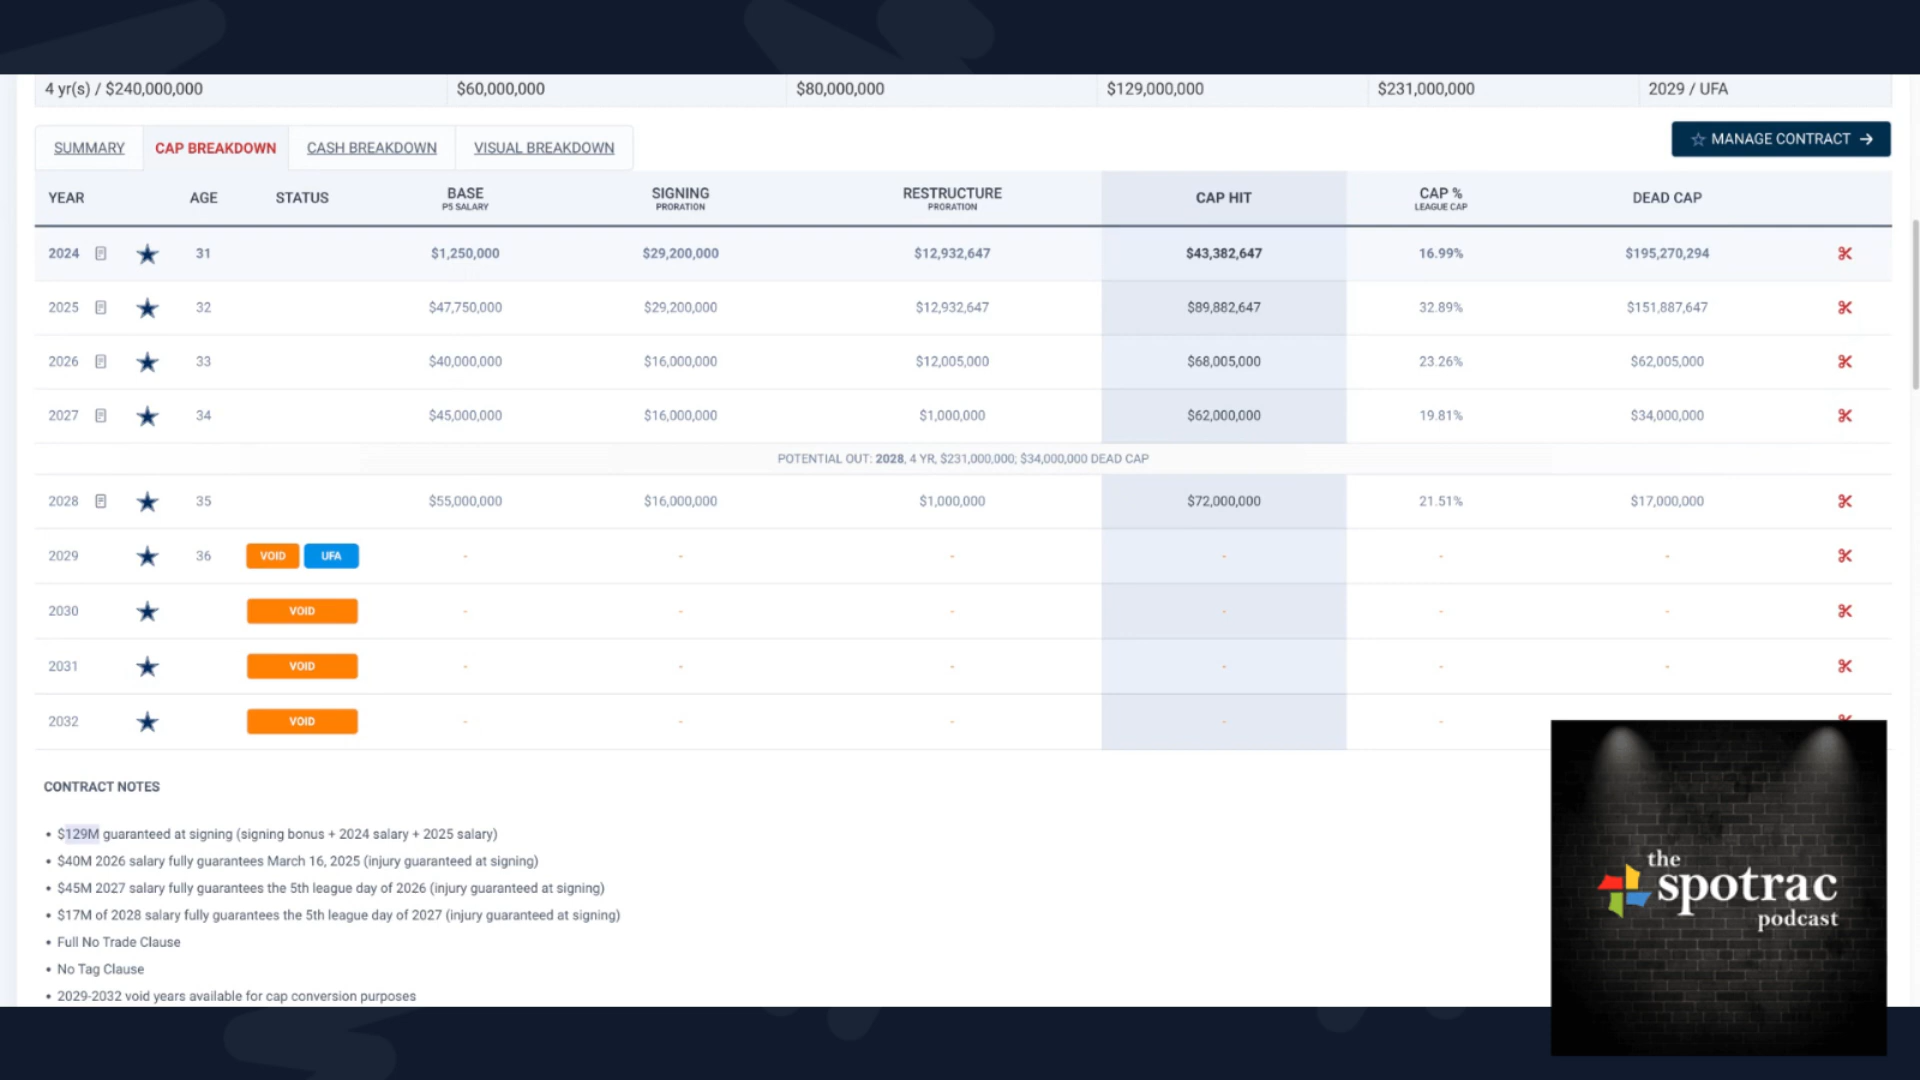 4 yr(s) / $240,000,000 $60,000,000 $80,000,000 $129,000,000 $231,000,000 2029 / UFA
SUMMARY CAP BREAKDOWN CASH BREAKDOWN VISUAL BREAKDOWN MANAGE CONTRACT
YEAR AGE STATUS BASE SIGNING RESTRUCTURE CAP HIT CAP % DEAD CAP
P5 SALARY PRORATION PRORATION LEAGUE CAP
2024 31 $1,250,000 $29,200,000 $12,932,647 $43,382,647 16.99% $195,270,294
2025 32 $47,750,000 $29,200,000 $12,932,647 $89,882,647 32.89% $151,887,647
2026 33 $40,000,000 $16,000,000 $12,005,000 $68,005,000 23.26% $62,005,000
2027 34 $45,000,000 $16,000,000 $1,000,000 $62,000,000 19.81% $34,000,000
POTENTIAL OUT: 2028, 4 YR, $231,000,000; $34,000,000 DEAD CAP
2028 35 $55,000,000 $16,000,000 $1,000,000 $72,000,000 21.51% $17,000,000
2029 36 VOID UFA - - - - - -
2030 VOID - - - - - -
2031 VOID - - - - - -
2032 VOID - - - - -
CONTRACT NOTES
• $129M guaranteed at signing (signing bonus + 2024 salary + 2025 salary)
• $40M 2026 salary fully guarantees March 16, 2025 (injury guaranteed at signing)
• $45M 2027 salary fully guarantees the 5th league day of 2026 (injury guaranteed at signing)
• $17M of 2028 salary fully guarantees the 5th league day of 2027 (injury guaranteed at signing)
• Full No Trade Clause
• No Tag Clause
• 2029-2032 void years available for cap conversion purposes
the
spotrac
podcast